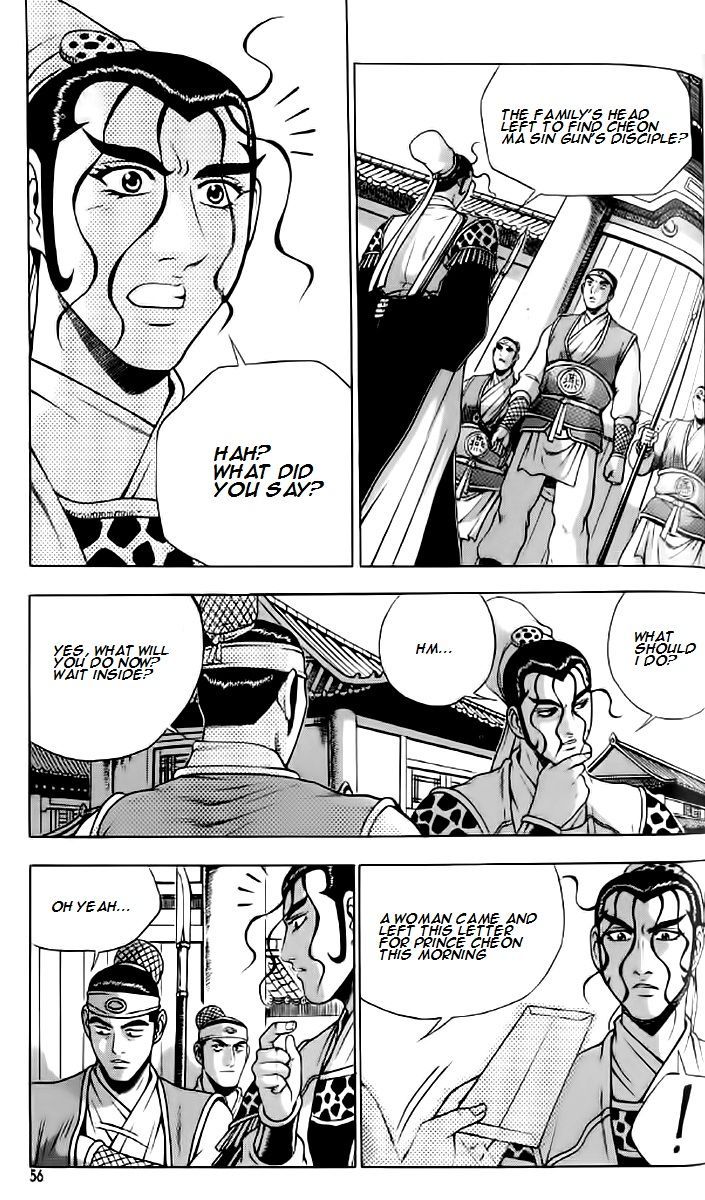 HAH?
WHAT DID
YOU SAY?
THE FAMILY'S HEAD
LEFT TO FIND CHEON
MA SIN GUN'S DISCIPLE?
YES, WHAT WILL
YOU DO NOW?
WAIT INSIDE?
HM...
WHAT
SHOULD
I DO?
OH YEAH...
A WOMAN CAME AND
LEFT THIS LETTER
FOR PRINCE CHEON
THIS MORNING
!
56